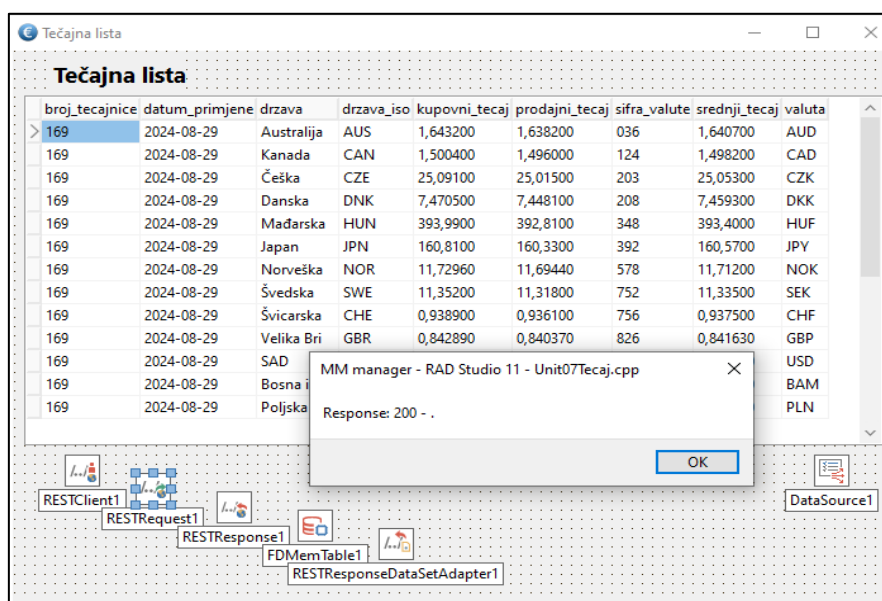 Tečajna lista
Tečajna lista
broj_tecajnice datum_primjene drzava drzava_iso kupovni_tecaj prodajni_tecaj sifra_valute srednji_tecaj valuta
169 2024-08-29 Australija AUS 1,643200 1,638200 036 1,640700 AUD
169 2024-08-29 Kanada CAN 1,500400 1,496000 124 1,498200 CAD
169 2024-08-29 Češka CZE 25,09100 25,01500 203 25,05300 CZK
169 2024-08-29 Danska DNK 7,470500 7,448100 208 7,459300 DKK
169 2024-08-29 Mađarska HUN 393,9900 392,8100 348 393,4000 HUF
169 2024-08-29 Japan JPN 160,8100 160,3300 392 160,5700 JPY
169 2024-08-29 Norveška NOR 11,72960 11,69440 578 11,71200 NOK
169 2024-08-29 Švedska SWE 11,35200 11,31800 752 11,33500 SEK
169 2024-08-29 Švicarska CHE 0,938900 0,936100 756 0,937500 CHF
169 2024-08-29 Velika Bri GBR 0,842890 0,840370 826 0,841630 GBP
169 2024-08-29 SAD USD
169 2024-08-29 Bosna i BAM
169 2024-08-29 Poljska PLN
MM manager - RAD Studio 11 - Unit07Tecaj.cpp
Response: 200 - .
OK
RESTClient1
RESTRequest1
RESTResponse1
FDMemTable1
RESTResponseDataSetAdapter1
DataSource1